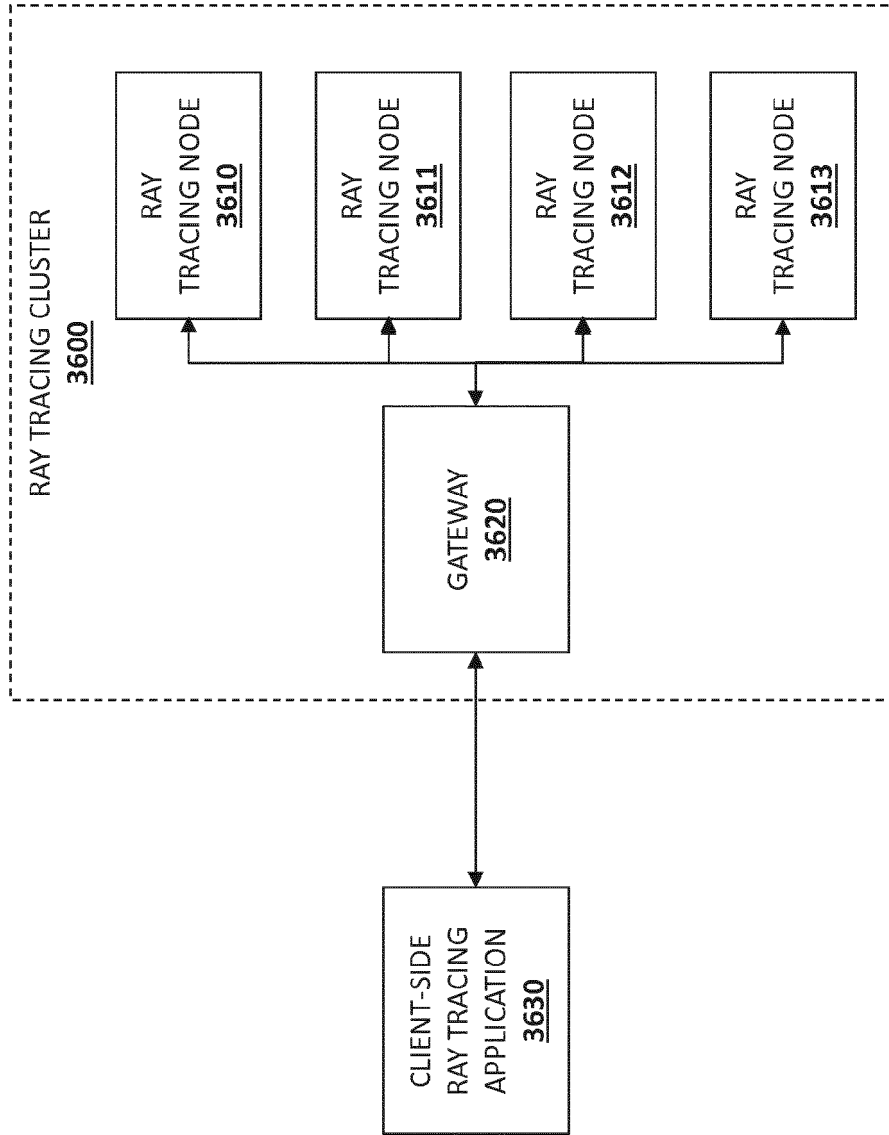 RAY TRACING CLUSTER
3600
RAY
TRACING NODE
3610
RAY
TRACING NODE
3611
RAY
TRACING NODE
3612
RAY
TRACING NODE
3613
GATEWAY
3620
CLIENT-SIDE
RAY TRACING
APPLICATION
3630